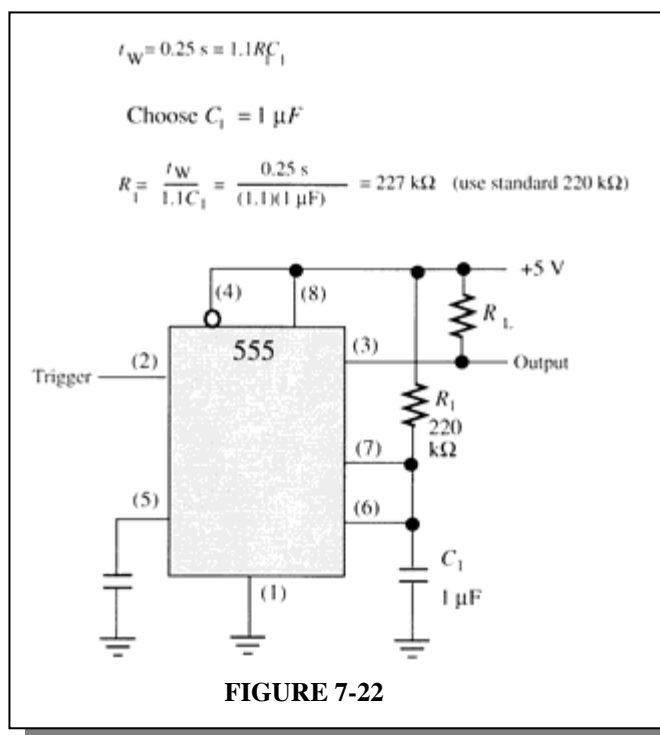 tW = 0.25 s = 1.1R1C1
Choose C1 = 1 µF
R1 = tW / 1.1C1 = 0.25 s / (1.1)(1 µF) = 227 kΩ (use standard 220 kΩ)
+5 V
(4) (8)
RL
555
(2) (3)
Trigger Output
R1
220
kΩ
(7)
(5) (6)
C1
1 µF
(1)
FIGURE 7-22